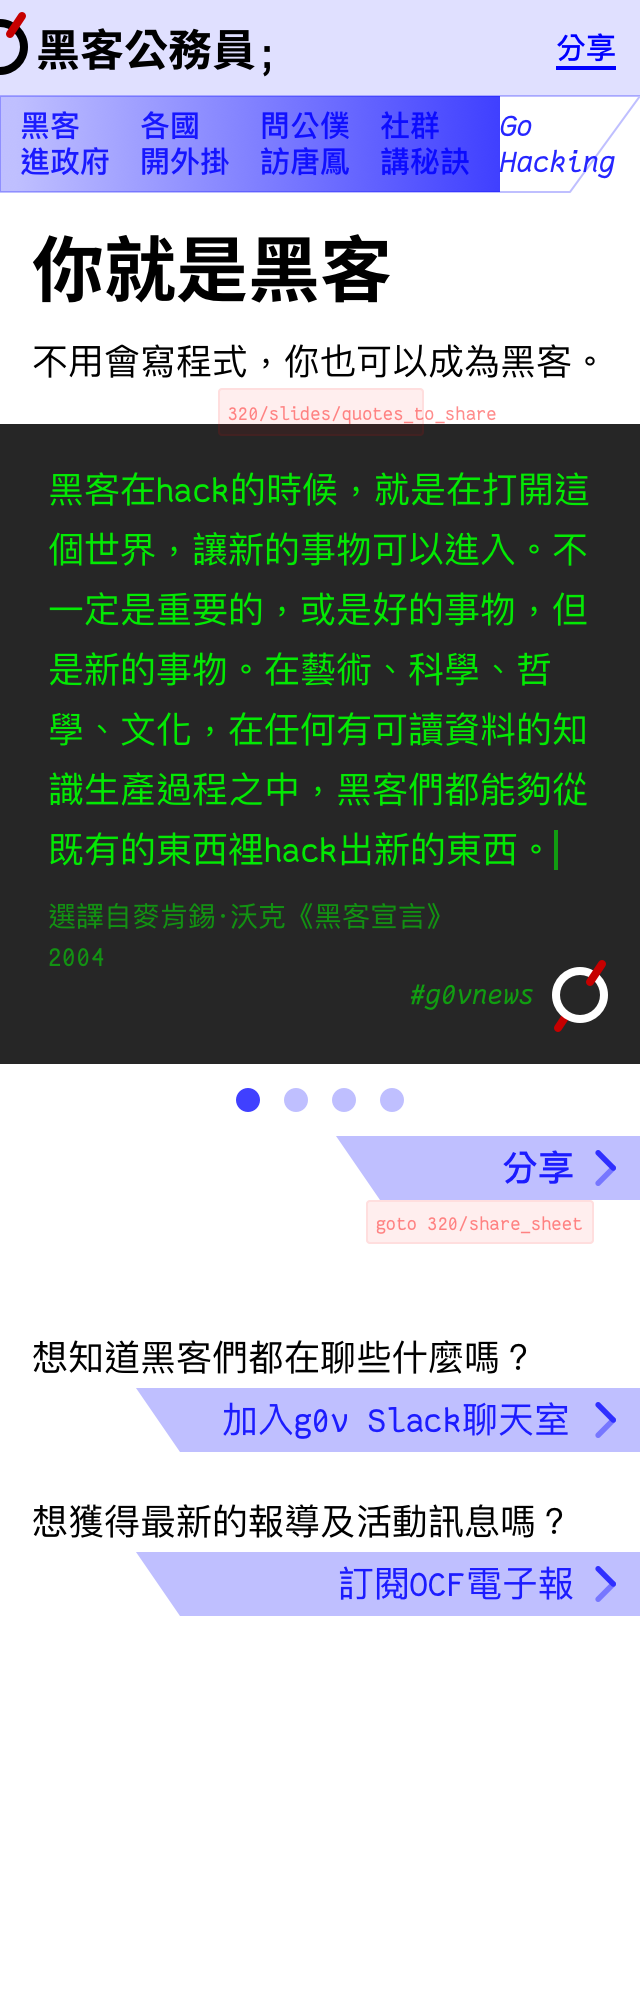 黑客公務員;
分享
黑客 各國 問公僕 社群 Go
進政府 開外掛 訪唐鳳 講秘訣 Hacking
你就是黑客
不用會寫程式，你也可以成為黑客。
320/slides/quotes_to_share
黑客在hack的時候，就是在打開這
個世界，讓新的事物可以進入。不
一定是重要的，或是好的事物，但
是新的事物。在藝術、科學、哲
學、文化，在任何有可讀資料的知
識生產過程之中，黑客們都能夠從
既有的東西裡hack出新的東西。
選譯自麥肯錫·沃克《黑客宣言》
2004
#g0vnews
分享
goto 320/share_sheet
想知道黑客們都在聊些什麼嗎？
加入g0v Slack聊天室
想獲得最新的報導及活動訊息嗎？
訂閱OCF電子報